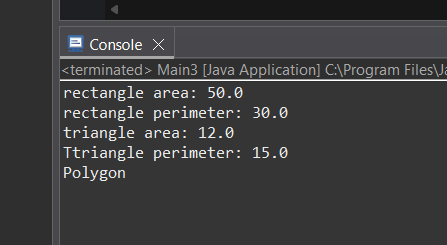 Console
<terminated> Main3 [Java Application] C:\Program Files\Ja
rectangle area: 50.0
rectangle perimeter: 30.0
triangle area: 12.0
Ttriangle perimeter: 15.0
Polygon